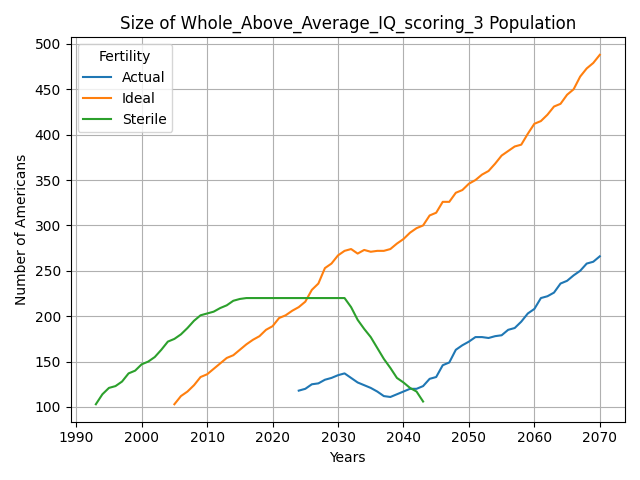 Size of Whole_Above_Average_IQ_scoring_3 Population
500
450
400
350
300
250
200
150
100
Number of Americans
Fertility
Actual
Ideal
Sterile
1990 2000 2010 2020 2030 2040 2050 2060 2070
Years